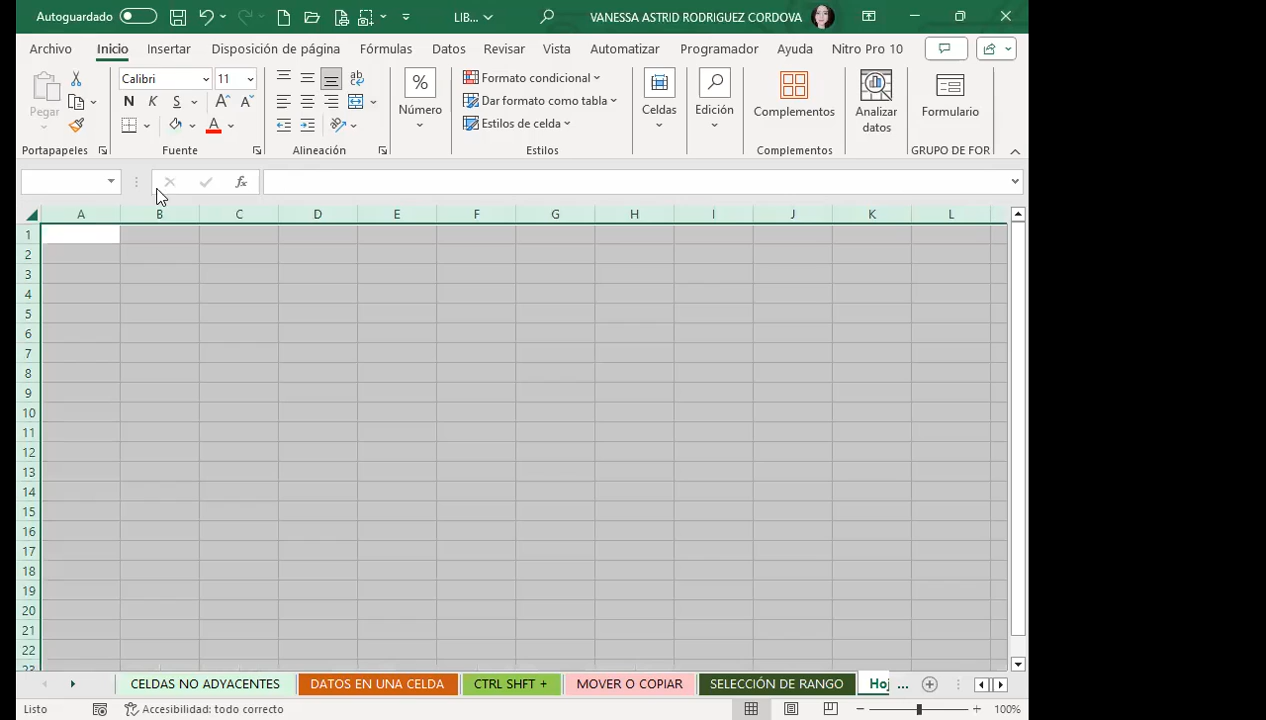 Autoguardado LIB... VANESSA ASTRID RODRIGUEZ CORDOVA
Archivo Inicio Insertar Disposición de página Fórmulas Datos Revisar Vista Automatizar Programador Ayuda Nitro Pro 10
Pegar
Portapapeles
Calibri 11
N K S
A A
A
Fuente
ab
Alineación
%
Número
Formato condicional
Dar formato como tabla
Estilos de celda
Estilos
Celdas
Edición
Complementos
Complementos
Analizar
datos
Formulario
GRUPO DE FOR
fx
A B C D E F G H I J K L
1
2
3
4
5
6
7
8
9
10
11
12
13
14
15
16
17
18
19
20
21
22
23
CELDAS NO ADYACENTES DATOS EN UNA CELDA CTRL SHFT + MOVER O COPIAR SELECCIÓN DE RANGO Hoj ...
Listo Accesibilidad: todo correcto 100%